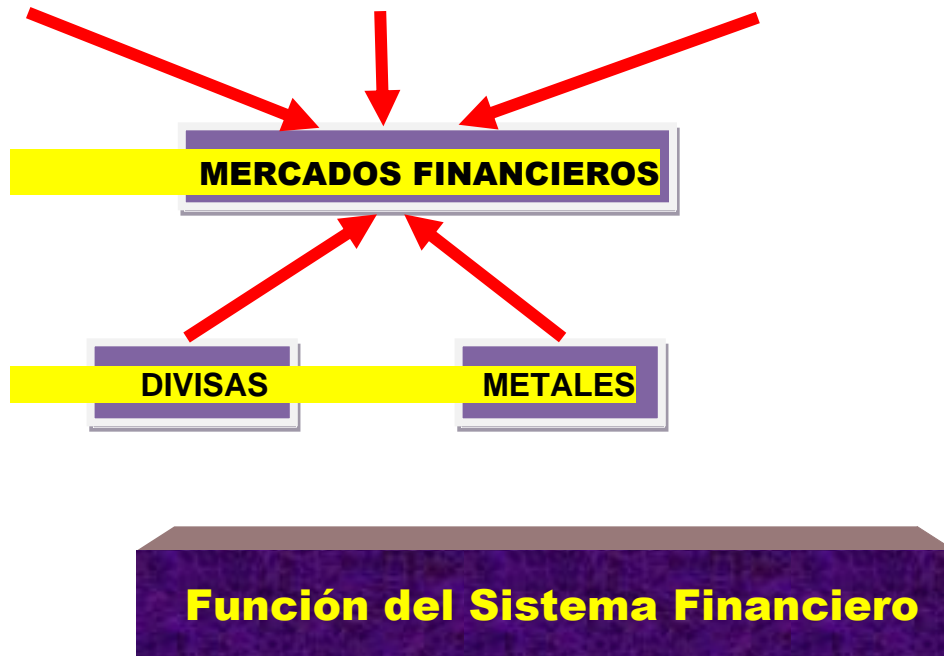 MERCADOS FINANCIEROS
DIVISAS METALES
Función del Sistema Financiero